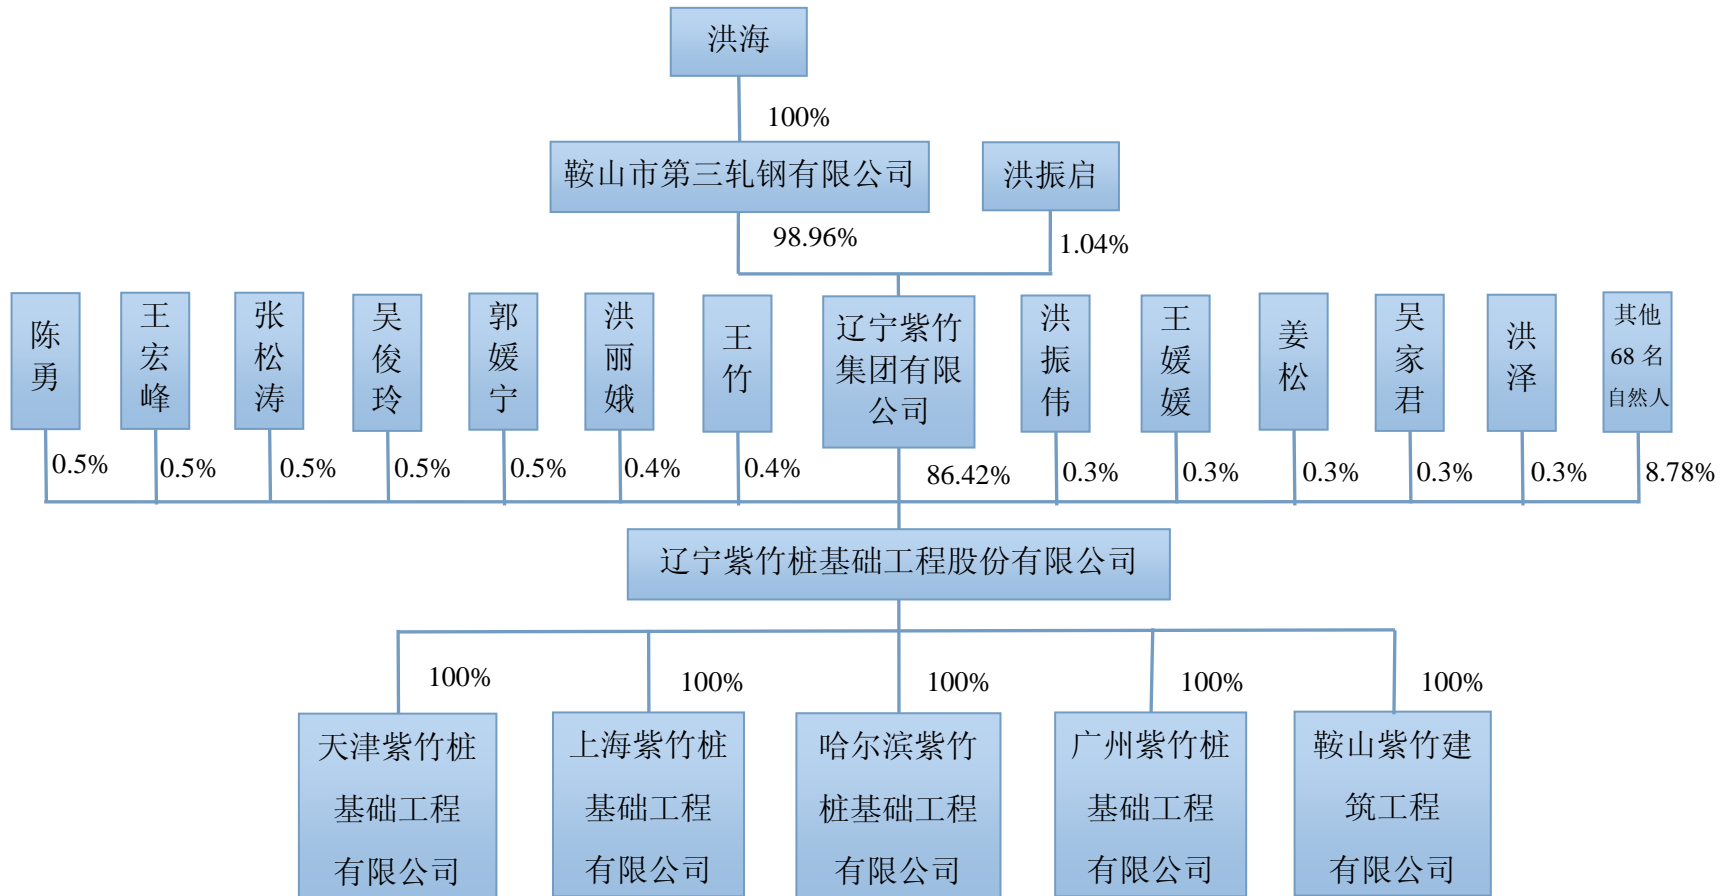 洪海
100%
鞍山市第三轧钢有限公司
洪振启
98.96%
1.04%
陈勇
王宏峰
张松涛
吴俊玲
郭媛宁
洪丽娥
王竹
辽宁紫竹
集团有限
公司
洪振伟
王媛媛
姜松
吴家君
洪泽
其他
68 名
自然人
0.5%
0.5%
0.5%
0.5%
0.5%
0.4%
0.4%
86.42%
0.3%
0.3%
0.3%
0.3%
0.3%
8.78%
辽宁紫竹桩基础工程股份有限公司
100%
100%
100%
100%
100%
天津紫竹桩
基础工程
有限公司
上海紫竹桩
基础工程
有限公司
哈尔滨紫竹
桩基础工程
有限公司
广州紫竹桩
基础工程
有限公司
鞍山紫竹建
筑工程
有限公司